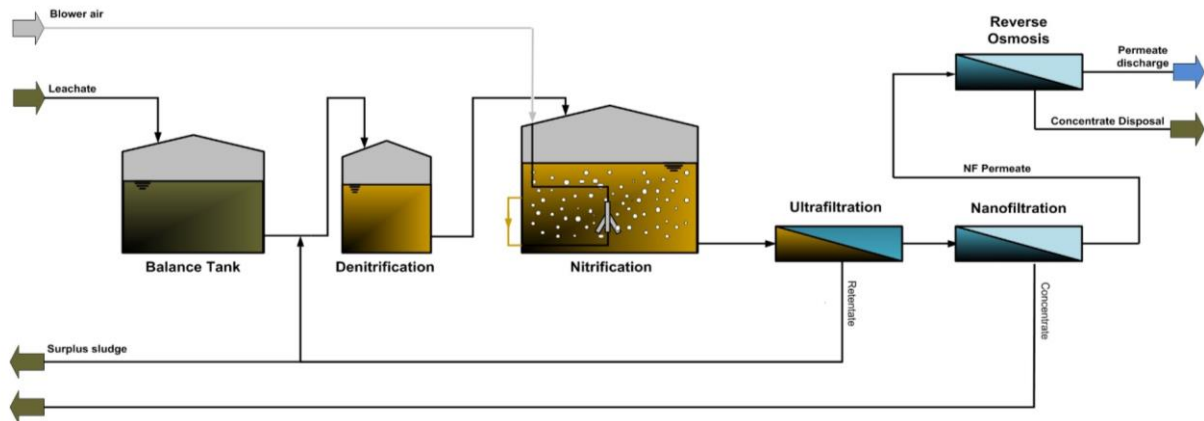 Blower air
Leachate
Balance Tank
Denitrification
Nitrification
Ultrafiltration
Nanofiltration
Reverse
Osmosis
Permeate
discharge
Concentrate Disposal
NF Permeate
Retentate
Concentrate
Surplus sludge